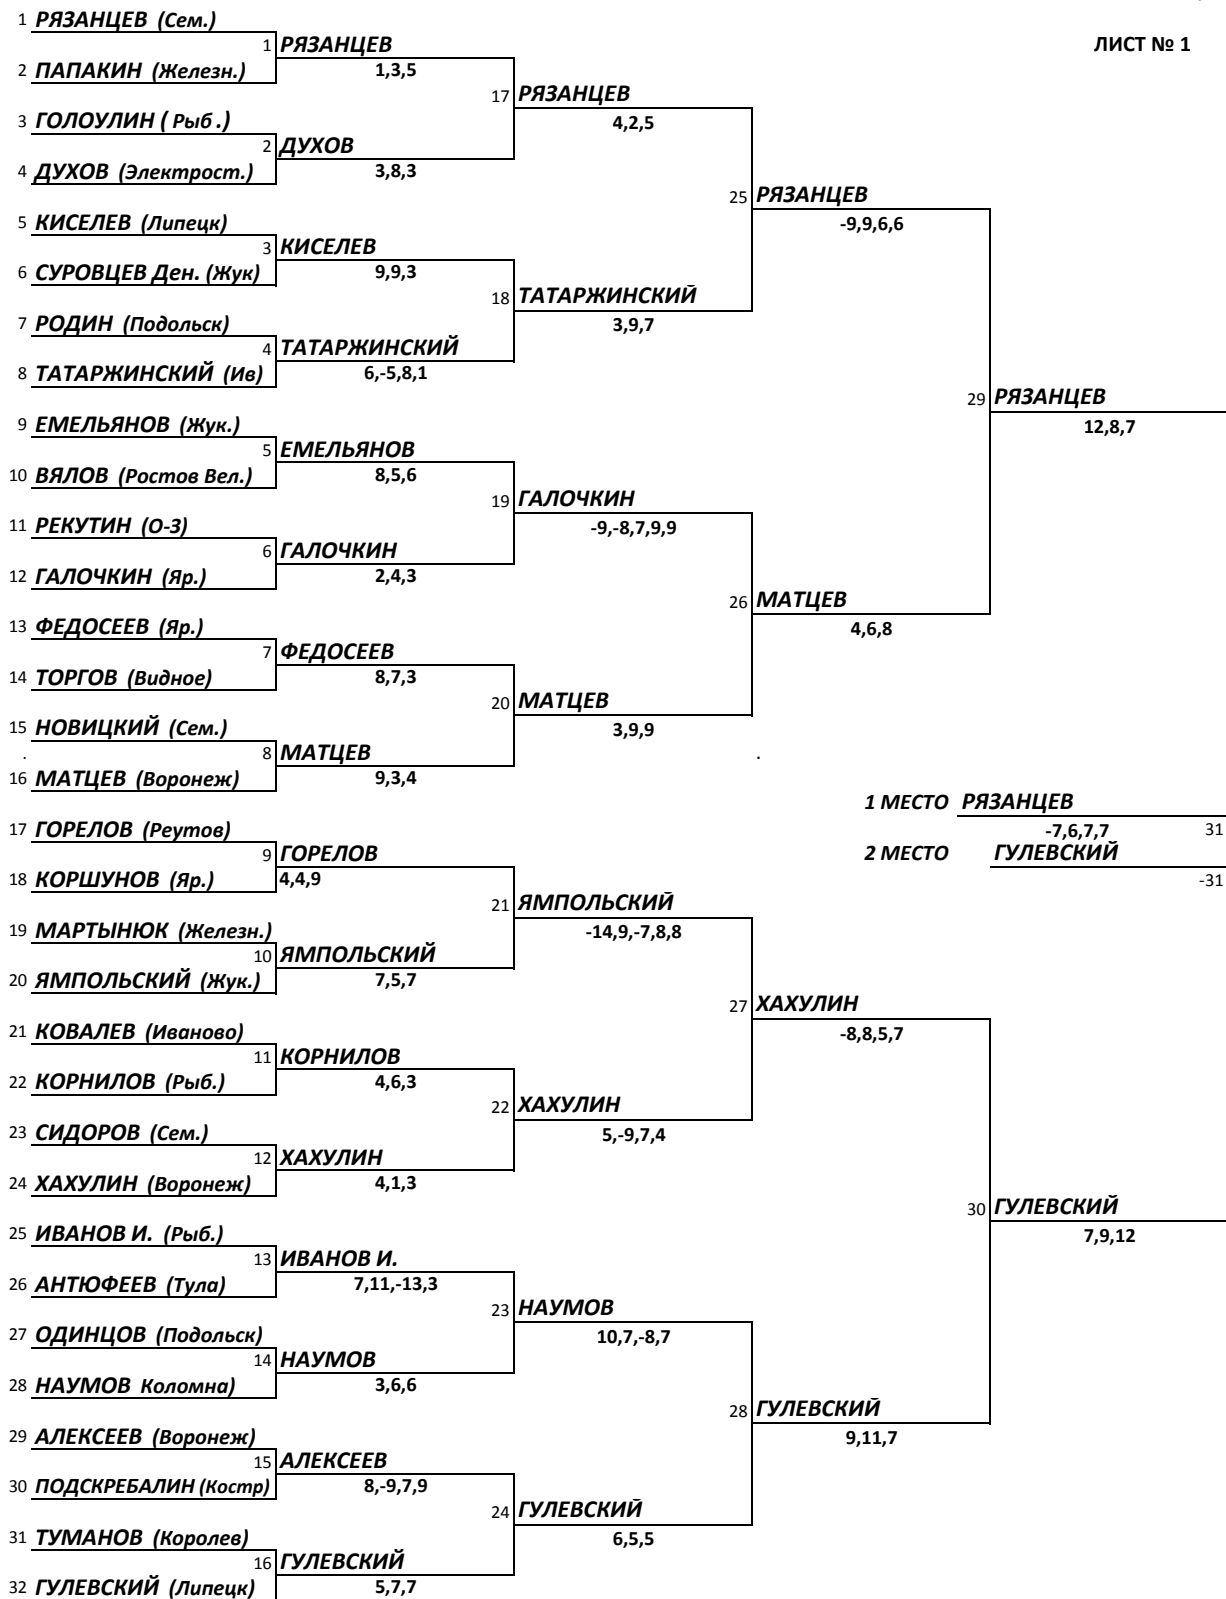 1 РЯЗАНЦЕВ (Сем.)
1 РЯЗАНЦЕВ
ЛИСТ № 1
2 ПАПАКИН (Железн.)
1,3,5
17 РЯЗАНЦЕВ
3 ГОЛОУЛИН ( Рыб .)
4,2,5
2 ДУХОВ
4 ДУХОВ (Электрост.)
3,8,3
25 РЯЗАНЦЕВ
5 КИСЕЛЕВ (Липецк)
-9,9,6,6
3 КИСЕЛЕВ
6 СУРОВЦЕВ Ден. (Жук)
9,9,3
18 ТАТАРЖИНСКИЙ
7 РОДИН (Подольск)
3,9,7
4 ТАТАРЖИНСКИЙ
8 ТАТАРЖИНСКИЙ (Ив)
6,-5,8,1
29 РЯЗАНЦЕВ
9 ЕМЕЛЬЯНОВ (Жук.)
12,8,7
5 ЕМЕЛЬЯНОВ
10 ВЯЛОВ (Ростов Вел.)
8,5,6
19 ГАЛОЧКИН
11 РЕКУТИН (О-З)
-9,-8,7,9,9
6 ГАЛОЧКИН
12 ГАЛОЧКИН (Яр.)
2,4,3
26 МАТЦЕВ
13 ФЕДОСЕЕВ (Яр.)
4,6,8
7 ФЕДОСЕЕВ
14 ТОРГОВ (Видное)
8,7,3
20 МАТЦЕВ
15 НОВИЦКИЙ (Сем.)
3,9,9
. 8 МАТЦЕВ .
16 МАТЦЕВ (Воронеж)
9,3,4
1 МЕСТО РЯЗАНЦЕВ
17 ГОРЕЛОВ (Реутов)
-7,6,7,7 31
9 ГОРЕЛОВ
2 МЕСТО ГУЛЕВСКИЙ
18 КОРШУНОВ (Яр.)
4,4,9
-31
21 ЯМПОЛЬСКИЙ
19 МАРТЫНЮК (Железн.)
-14,9,-7,8,8
10 ЯМПОЛЬСКИЙ
20 ЯМПОЛЬСКИЙ (Жук.)
7,5,7
27 ХАХУЛИН
21 КОВАЛЕВ (Иваново)
-8,8,5,7
11 КОРНИЛОВ
22 КОРНИЛОВ (Рыб.)
4,6,3
22 ХАХУЛИН
23 СИДОРОВ (Сем.)
5,-9,7,4
12 ХАХУЛИН
24 ХАХУЛИН (Воронеж)
4,1,3
30 ГУЛЕВСКИЙ
25 ИВАНОВ И. (Рыб.)
7,9,12
13 ИВАНОВ И.
26 АНТЮФЕЕВ (Тула)
7,11,-13,3
23 НАУМОВ
27 ОДИНЦОВ (Подольск)
10,7,-8,7
14 НАУМОВ
28 НАУМОВ Коломна)
3,6,6
28 ГУЛЕВСКИЙ
29 АЛЕКСЕЕВ (Воронеж)
9,11,7
15 АЛЕКСЕЕВ
30 ПОДСКРЕБАЛИН (Костр)
8,-9,7,9
24 ГУЛЕВСКИЙ
31 ТУМАНОВ (Королев)
6,5,5
16 ГУЛЕВСКИЙ
32 ГУЛЕВСКИЙ (Липецк)
5,7,7